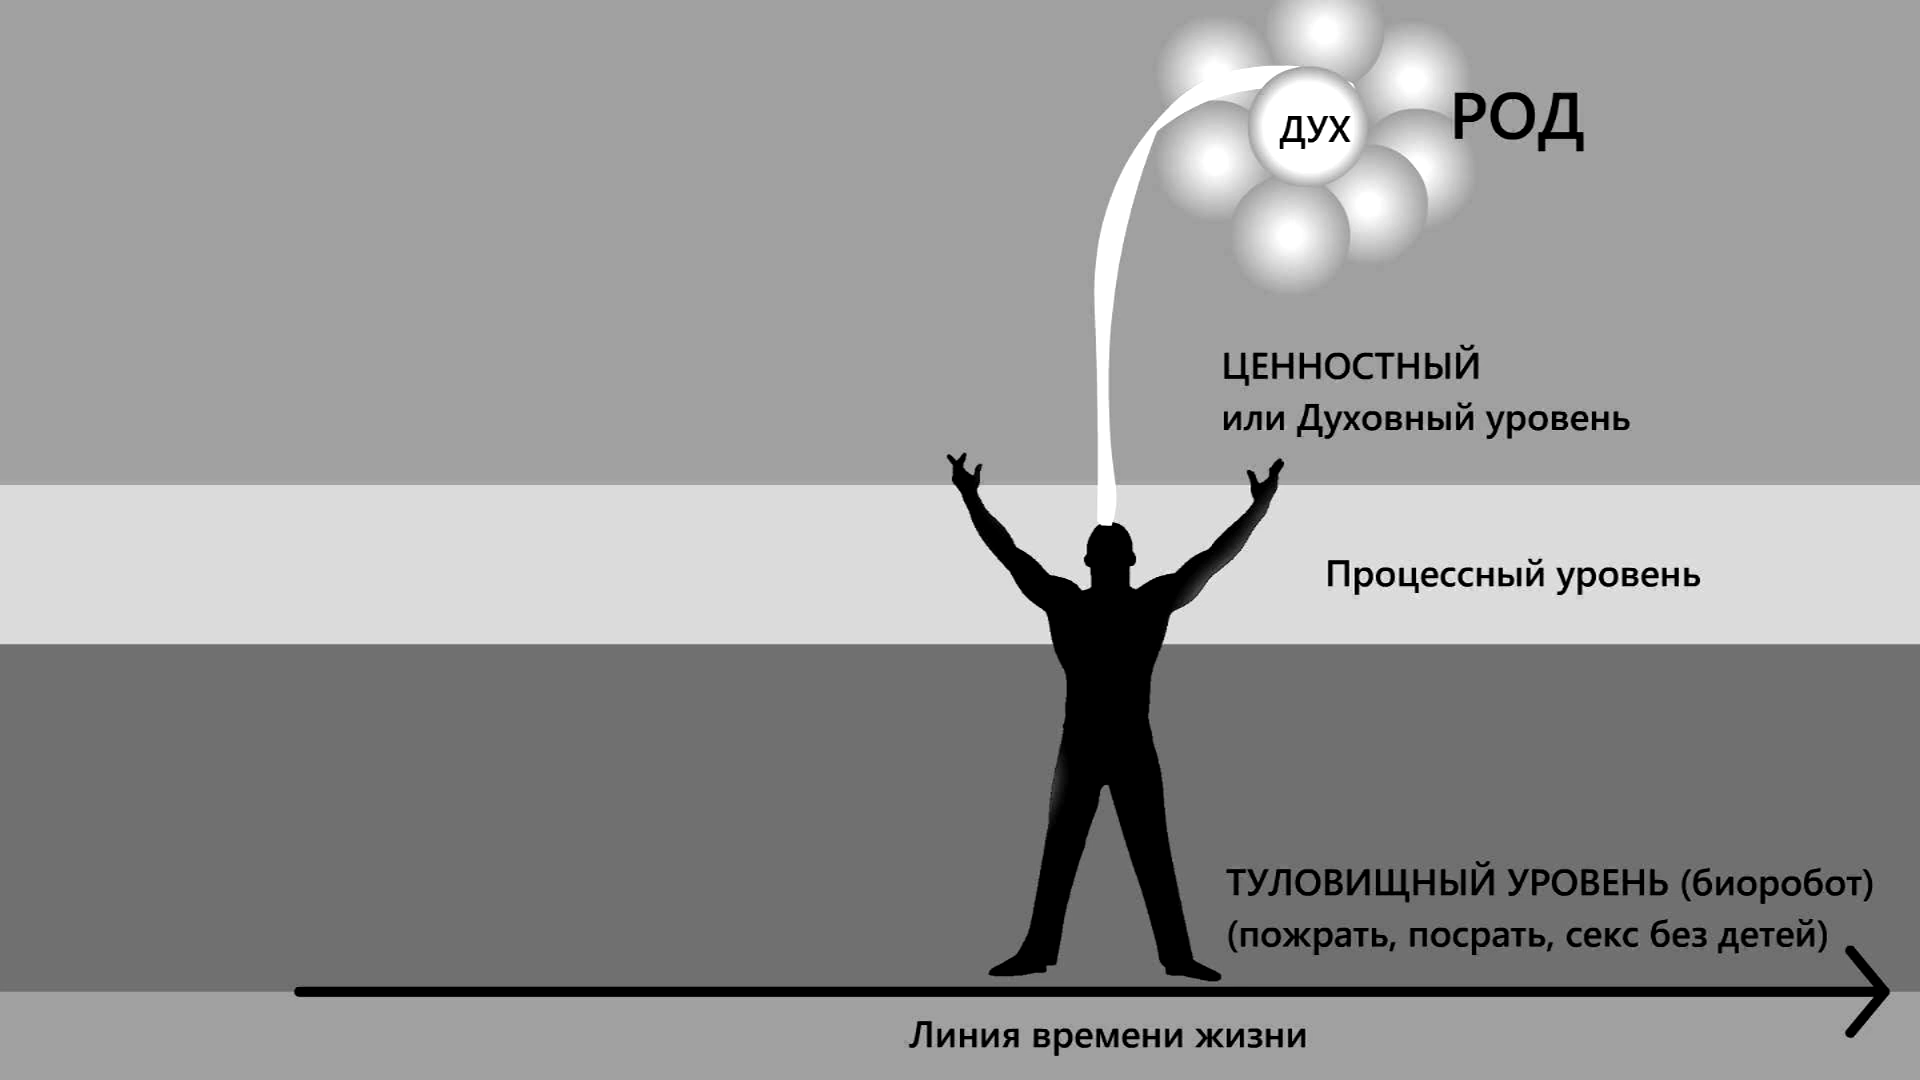 ДУХ
РОД
ЦЕННОСТНЫЙ
или Духовный уровень
Процессный уровень
ТУЛОВИЩНЫЙ УРОВЕНЬ (биоробот)
(пожрать, посрать, секс без детей)
Линия времени жизни